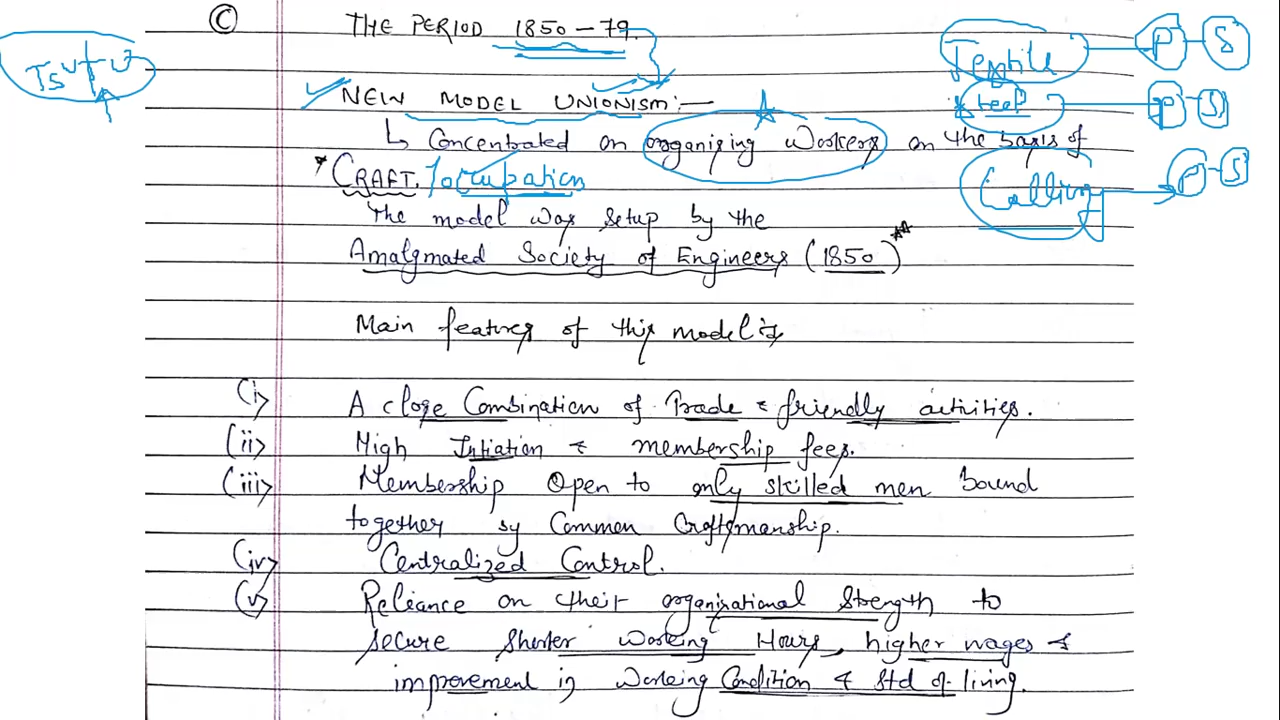 © THE PERIOD 1850 – 79.
NEW MODEL UNIONISM :—
↳ Concentrated on organizing Workers on the basis of
* CRAFT. / occupation
The model was setup by the
Amalgmated Society of Engineers (1850) **
Main features of this model is
(i) A close Combination of Trade & friendly activities.
(ii) High Intiation & membership fees.
(iii) Membership Open to only skilled men bound
together by Common Craftsmanship.
(iv) Centralized Control.
(v) Reliance on their organisational Strength to
secure Shorter Working Hours, higher wages &
improvement in Working Condition & Std of living.
Textile P S
Steel P S
P S